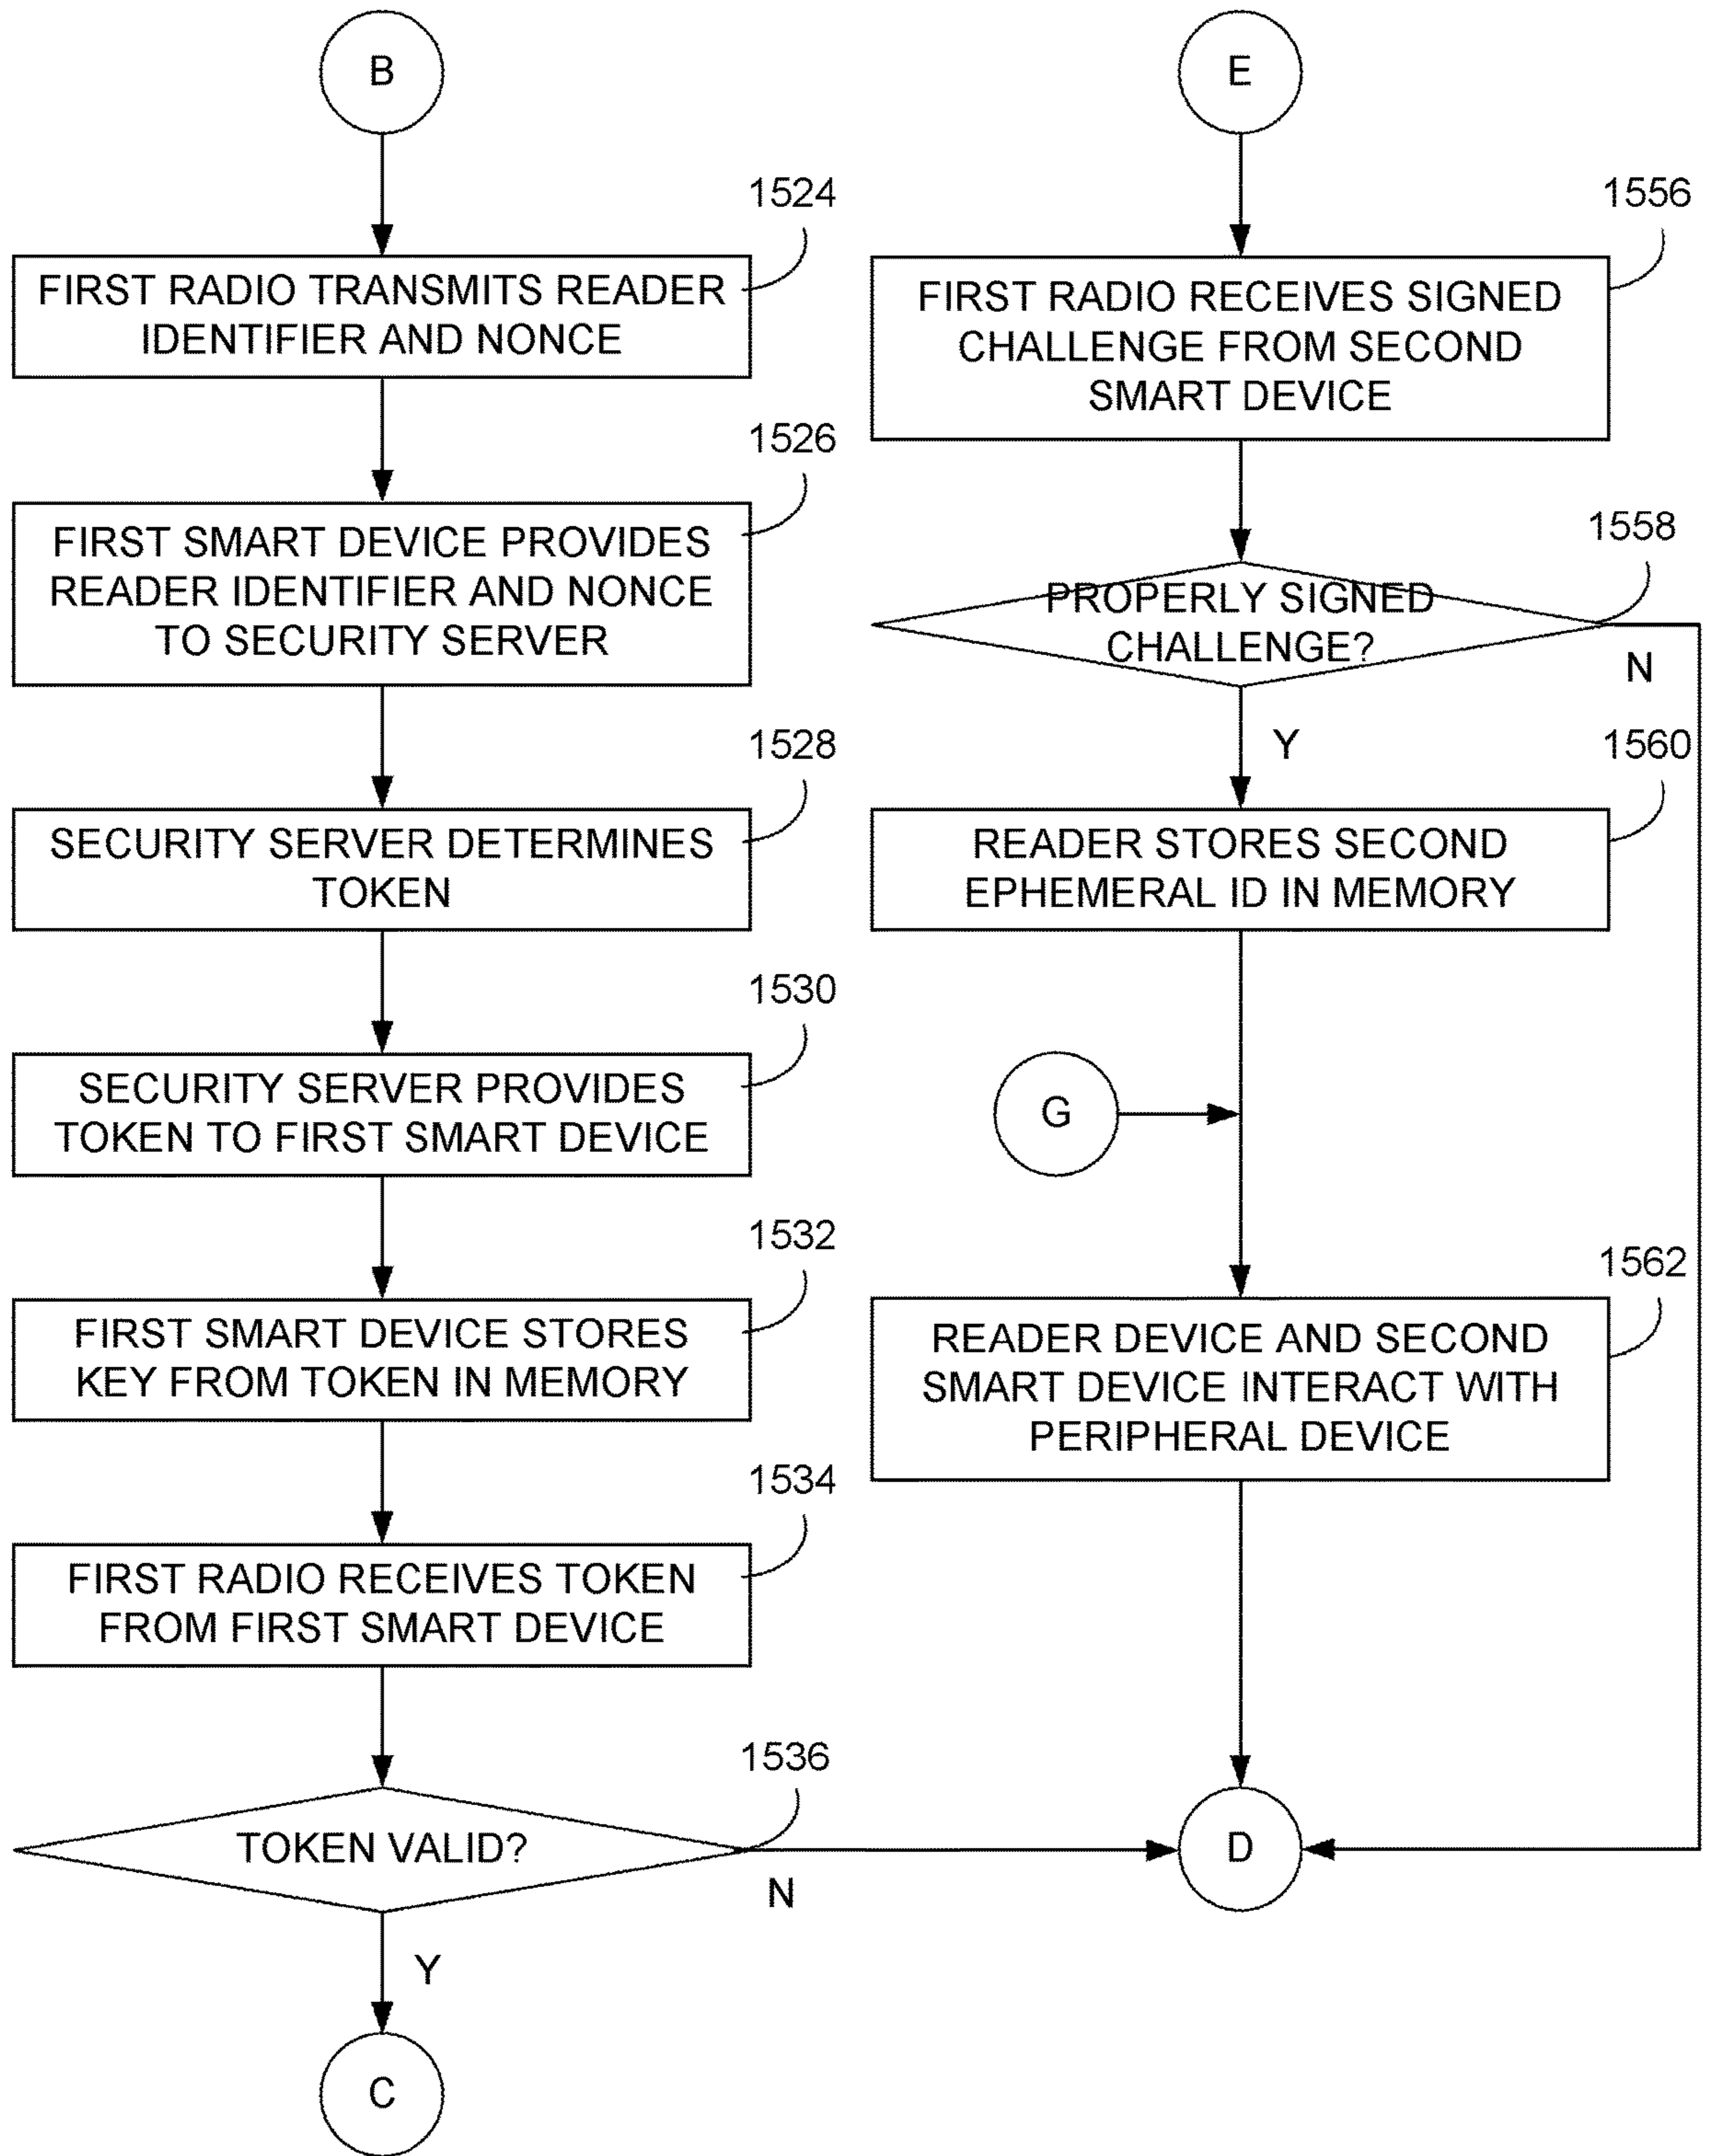 B
1524
FIRST RADIO TRANSMITS READER
IDENTIFIER AND NONCE
1526
FIRST SMART DEVICE PROVIDES
READER IDENTIFIER AND NONCE
TO SECURITY SERVER
1528
SECURITY SERVER DETERMINES
TOKEN
1530
SECURITY SERVER PROVIDES
TOKEN TO FIRST SMART DEVICE
1532
FIRST SMART DEVICE STORES
KEY FROM TOKEN IN MEMORY
1534
FIRST RADIO RECEIVES TOKEN
FROM FIRST SMART DEVICE
1536
TOKEN VALID?
N
Y
C
E
1556
FIRST RADIO RECEIVES SIGNED
CHALLENGE FROM SECOND
SMART DEVICE
1558
PROPERLY SIGNED
CHALLENGE?
N
Y
1560
READER STORES SECOND
EPHEMERAL ID IN MEMORY
G
1562
READER DEVICE AND SECOND
SMART DEVICE INTERACT WITH
PERIPHERAL DEVICE
D